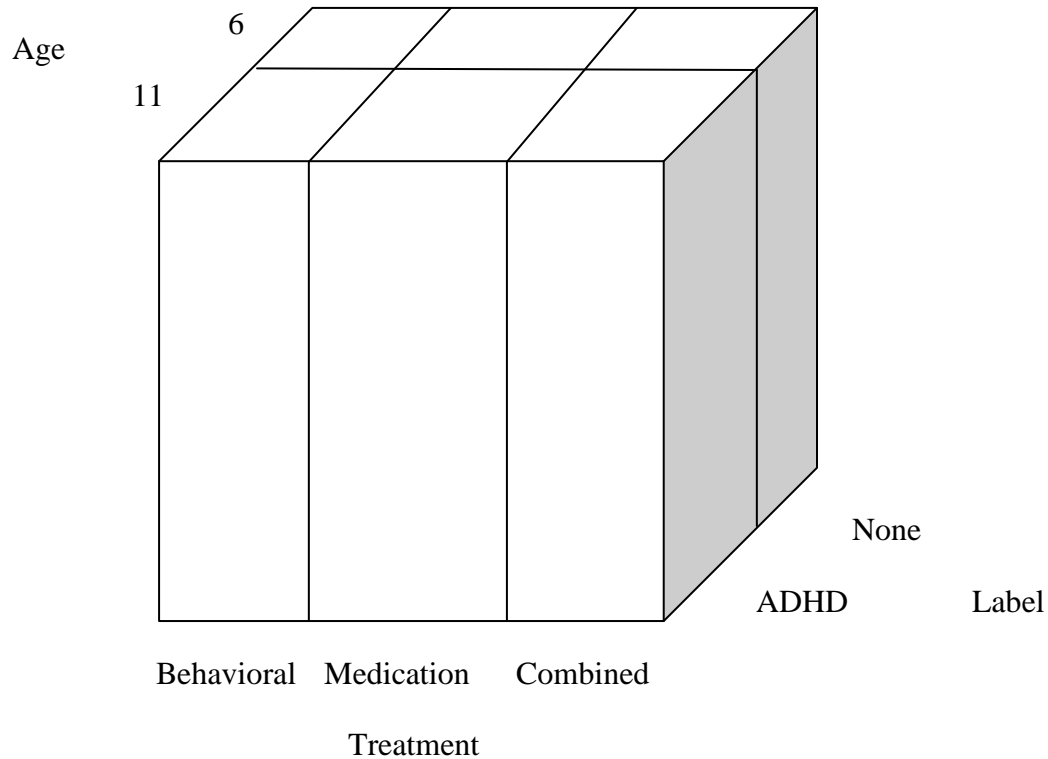 6
Age
11
None
ADHD Label
Behavioral Medication Combined
Treatment